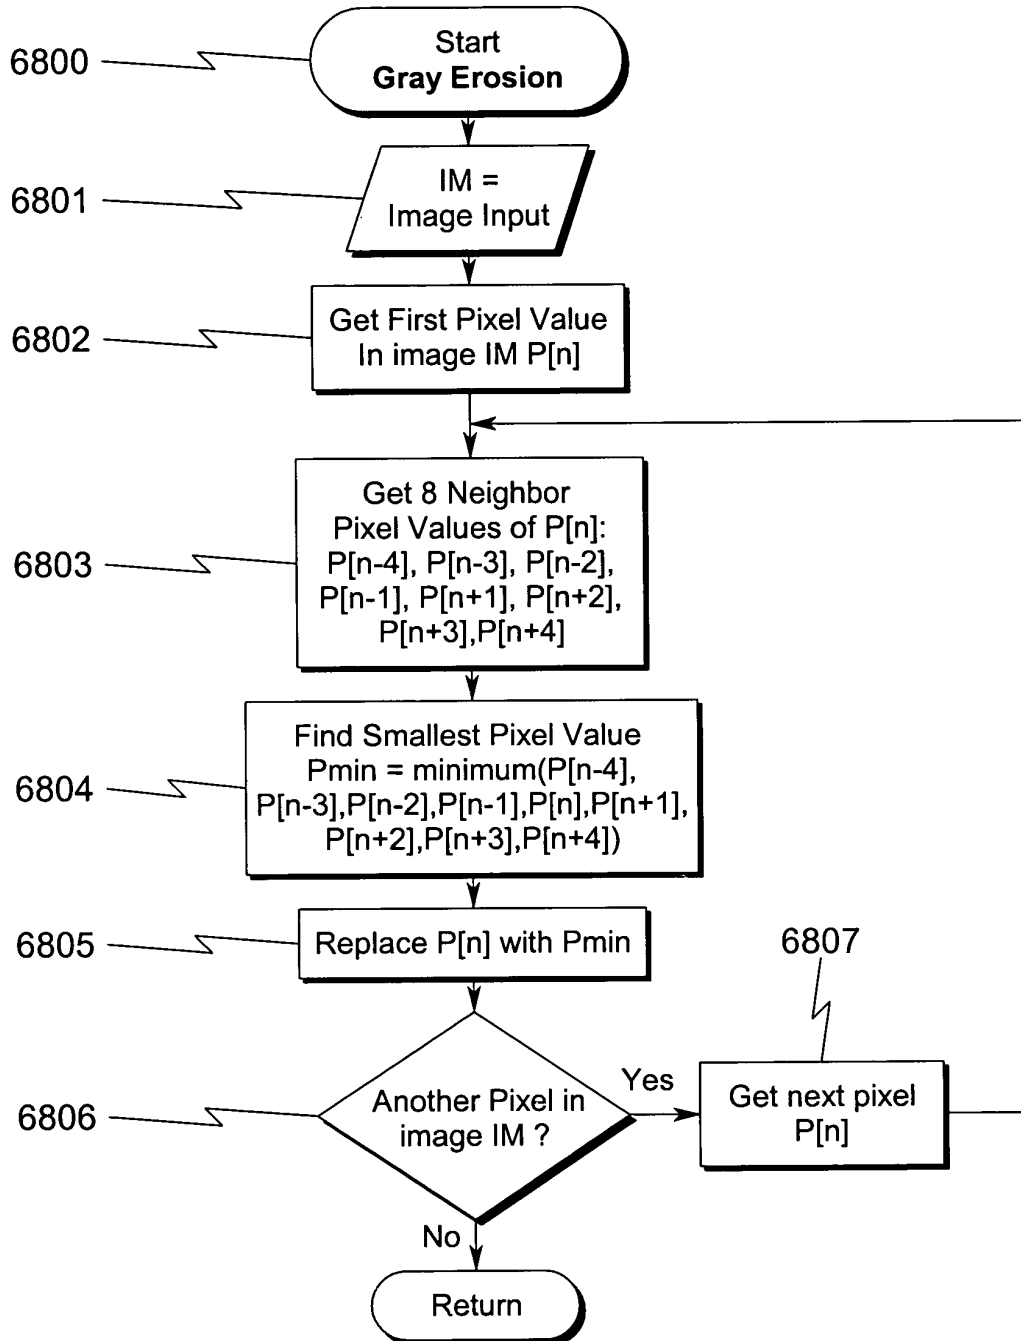 6800
Start
Gray Erosion
6801
IM =
Image Input
6802
Get First Pixel Value
In image IM P[n]
6803
Get 8 Neighbor
Pixel Values of P[n]:
P[n-4], P[n-3], P[n-2],
P[n-1], P[n+1], P[n+2],
P[n+3],P[n+4]
6804
Find Smallest Pixel Value
Pmin = minimum(P[n-4],
P[n-3],P[n-2],P[n-1],P[n],P[n+1],
P[n+2],P[n+3],P[n+4])
6805
Replace P[n] with Pmin
6806
Another Pixel in
image IM ?
Yes
6807
Get next pixel
P[n]
No
Return